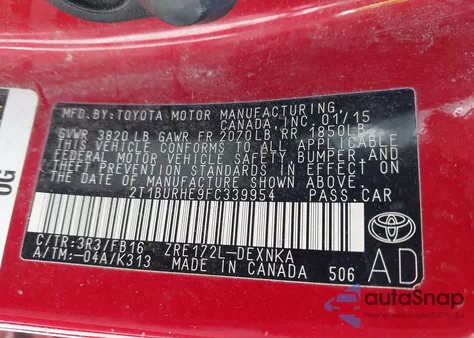 MFD. BY: TOYOTA MOTOR MANUFACTURING,
CANADA, INC. 01/15
GVWR 3820 LB GAWR FR 2020LB RR 1850LB
THIS VEHICLE CONFORMS TO ALL APPLICABLE
FEDERAL MOTOR VEHICLE SAFETY, BUMPER, AND
THEFT PREVENTION STANDARDS IN EFFECT ON
THE DATE OF MANUFACTURE SHOWN ABOVE.
2T1BURHE9FC339954 PASS. CAR
C/TR: 3R3/FB16 ZRE172L-DEXNKA
A/TM: -04A/K313 MADE IN CANADA 506
TOYOTA
AD
OG
autoSnap